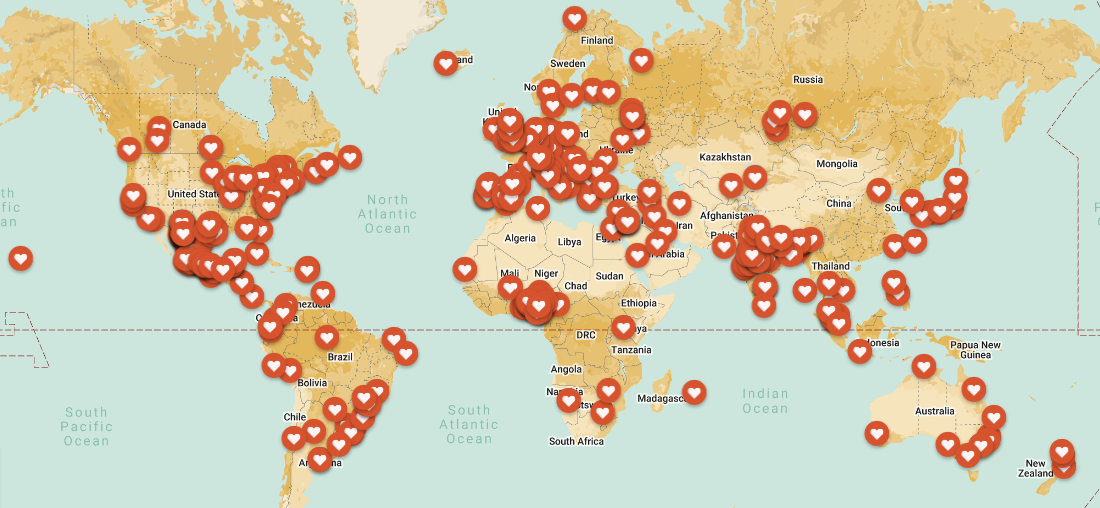 Finland
Sweden
Russia
Canada
Kazakhstan
Mongolia
United
North
Atlantic
Ocean
Turkey
China
Afghanistan
Iran
Algeria
Libya
Mali
Niger
Chad
Sudan
Thailand
Ethiopia
DRC
Tanzania
Brazil
Papua New
Guinea
Angola
Bolivia
Indian
Ocean
South
Pacific
Ocean
South
Atlantic
Ocean
Chile
Australia
South Africa
New
Zealand